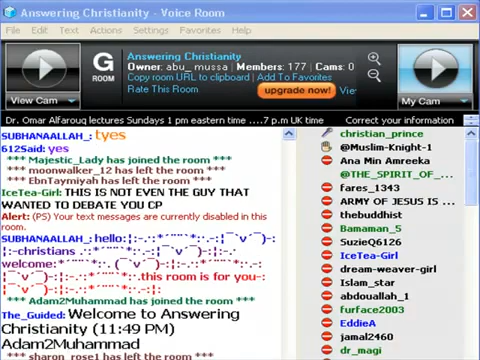 Answering Christianity - Voice Room
File Edit Text Actions Settings Favorites Help
Answering Christianity
Owner: abu_mussa | Members: 177 | Cams: 0
Copy room URL to clipboard | Add To Favorites
Rate This Room
upgrade now!
G
ROOM
View Cam
My Cam
Dr. Omar Alfarouq lectures Sundays 1 pm eastern time ....7 p.m UK time
Correct your information
SUBHANAALLAH_: tyes
612Said: yes
* Majestic_Lady has joined the room *
* moonwalker_12 has left the room *
* EbnTaymiyah has left the room *
IceTea-Girl: THIS IS NOT EVEN THE GUY THAT
WANTED TO DEBATE YOU CP
Alert: (PS) Your text messages are currently disabled in this
room.
SUBHANAALLAH_: hello
christians
welcome
this room is for you
* Adam2Muhammad has joined the room *
The_Guided: Welcome to Answering
Christianity (11:49 PM)
Adam2Muhammad
* sharon_rose1 has left the room *
christian_prince
@Muslim-Knight-1
Ana Min Amreeka
@THE_SPIRIT_OF_...
fares_1343
ARMY OF JESUS IS ...
thebuddhist
Bamaman_5
SuzieQ6126
IceTea-Girl
dream-weaver-girl
Islam_star
abdouallah_1
furface2003
EddieA
jamal2460
dr_magi